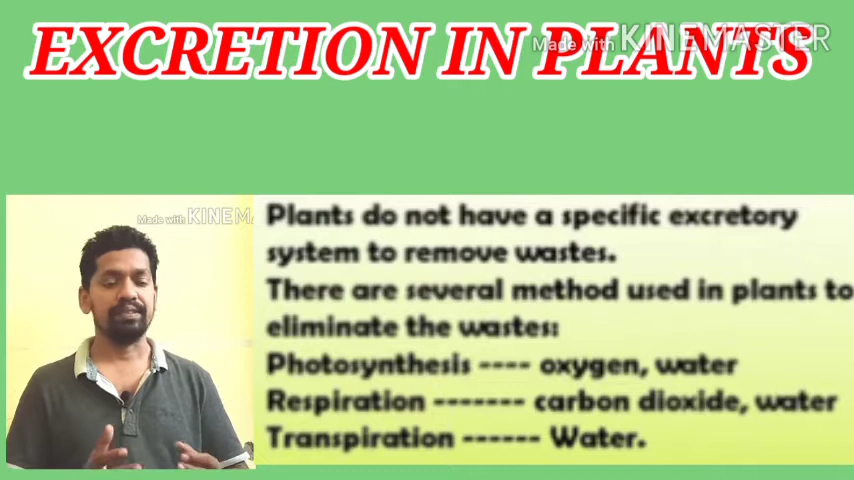 EXCRETION IN PLANTS
Made with KINEMASTER
Made with KINEMA
Plants do not have a specific excretory
system to remove wastes.
There are several method used in plants to
eliminate the wastes:
Photosynthesis ---- oxygen, water
Respiration ------- carbon dioxide, water
Transpiration ------ Water.